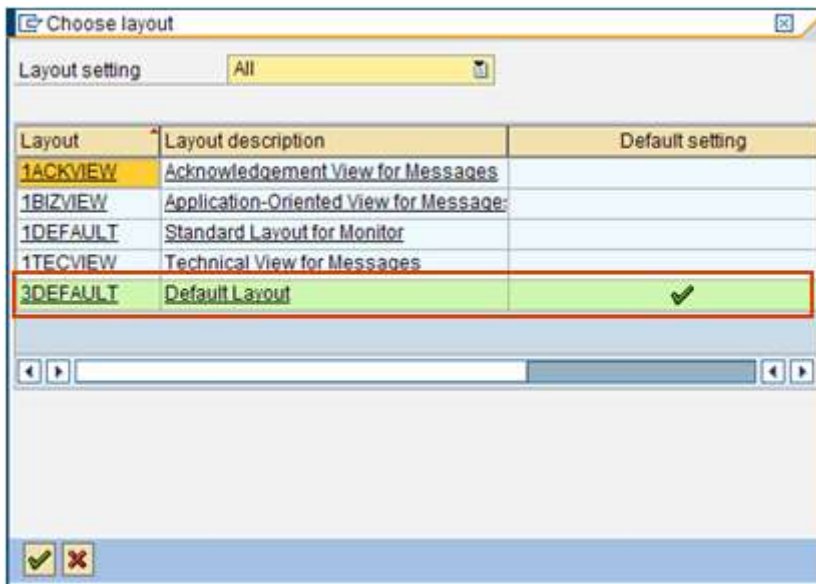 Choose layout
Layout setting All
Layout Layout description Default setting
1ACKVIEW Acknowledgement View for Messages
1BIZVIEW Application-Oriented View for Message
1DEFAULT Standard Layout for Monitor
1TECVIEW Technical View for Messages
3DEFAULT Default Layout